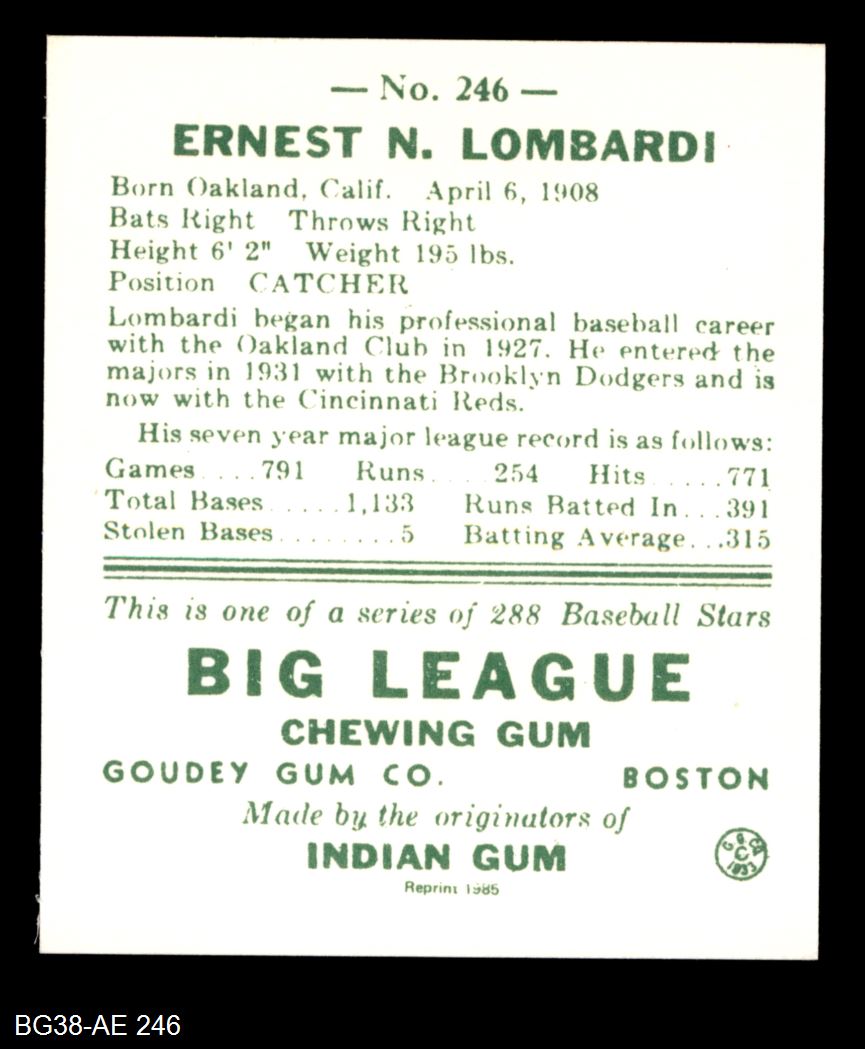 — No. 246 —
ERNEST N. LOMBARDI
Born Oakland, Calif. April 6, 1908
Bats Right Throws Right
Height 6' 2" Weight 195 lbs.
Position CATCHER
Lombardi began his professional baseball career
with the Oakland Club in 1927. He entered the
majors in 1931 with the Brooklyn Dodgers and is
now with the Cincinnati Reds.
His seven year major league record is as follows:
Games ....791 Runs.....254 Hits......771
Total Bases......1,133 Runs Batted In...391
Stolen Bases.........5 Batting Average...315
This is one of a series of 288 Baseball Stars
BIG LEAGUE
CHEWING GUM
GOUDEY GUM CO. BOSTON
Made by the originators of
INDIAN GUM
G G CO
C
1933
Reprint 1985
BG38-AE 246